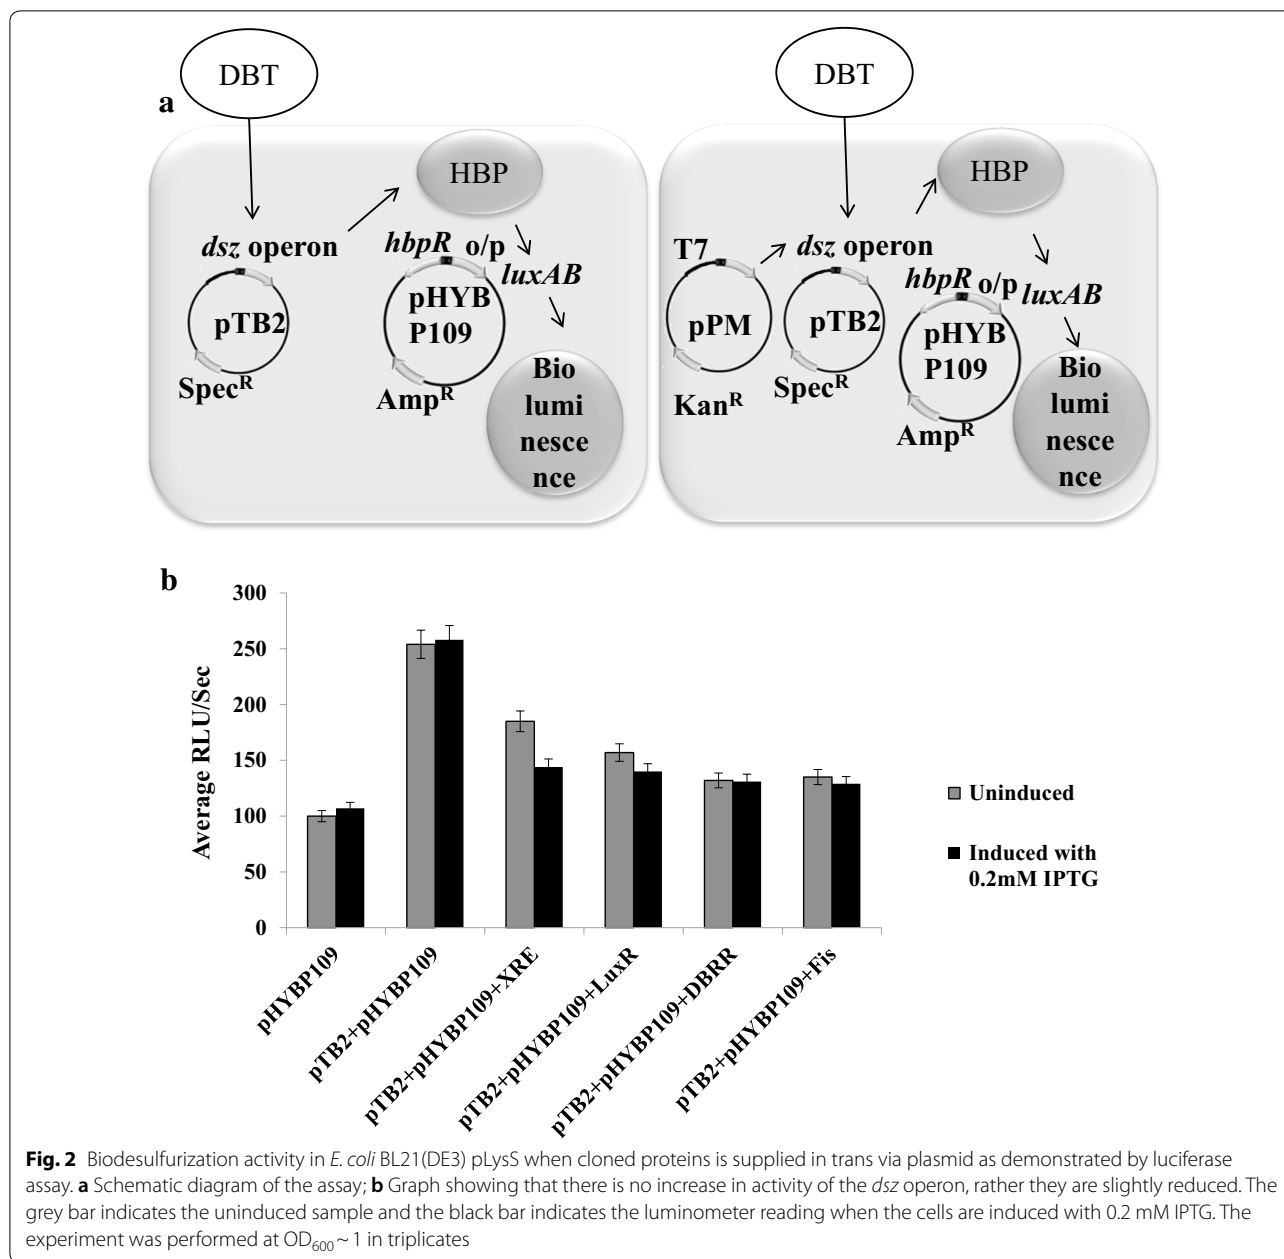 a
DBT
HBP
dsz operon
hbpR o/p
luxAB
pTB2
pHYB
P109
Spec^R
Amp^R
Bio
lumi
nesce
nce
DBT
HBP
T7
dsz operon
hbpR o/p
luxAB
pPM
pTB2
pHYB
P109
Kan^R
Spec^R
Amp^R
Bio
lumi
nesce
nce
b
Average RLU/Sec
300
250
200
150
100
50
0
pHYBP109
pTB2+pHYBP109
pTB2+pHYBP109+XRE
pTB2+pHYBP109+LuxR
pTB2+pHYBP109+DBRR
pTB2+pHYBP109+Fis
Uninduced
Induced with
0.2mM IPTG
Fig. 2 Biodesulfurization activity in E. coli BL21(DE3) pLysS when cloned proteins is supplied in trans via plasmid as demonstrated by luciferase
assay. a Schematic diagram of the assay; b Graph showing that there is no increase in activity of the dsz operon, rather they are slightly reduced. The
grey bar indicates the uninduced sample and the black bar indicates the luminometer reading when the cells are induced with 0.2 mM IPTG. The
experiment was performed at OD600 ~ 1 in triplicates